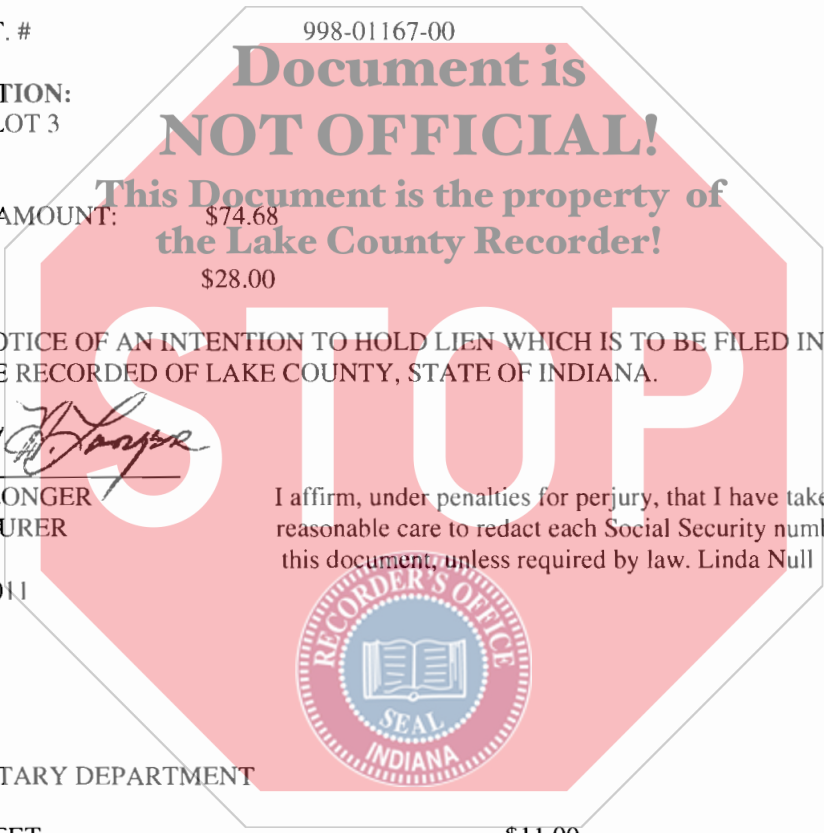 T. # 998-01167-00
Document is
TION:
NOT OFFICIAL!
LOT 3
This Document is the property of
AMOUNT: $74.68
the Lake County Recorder!
$28.00
STOP
OTICE OF AN INTENTION TO HOLD LIEN WHICH IS TO BE FILED IN
E RECORDED OF LAKE COUNTY, STATE OF INDIANA.
ONGER
URER
I affirm, under penalties for perjury, that I have take
reasonable care to redact each Social Security numb
this document, unless required by law. Linda Null
011
RECORDER'S OFFICE
SEAL
INDIANA
TARY DEPARTMENT
$11.00